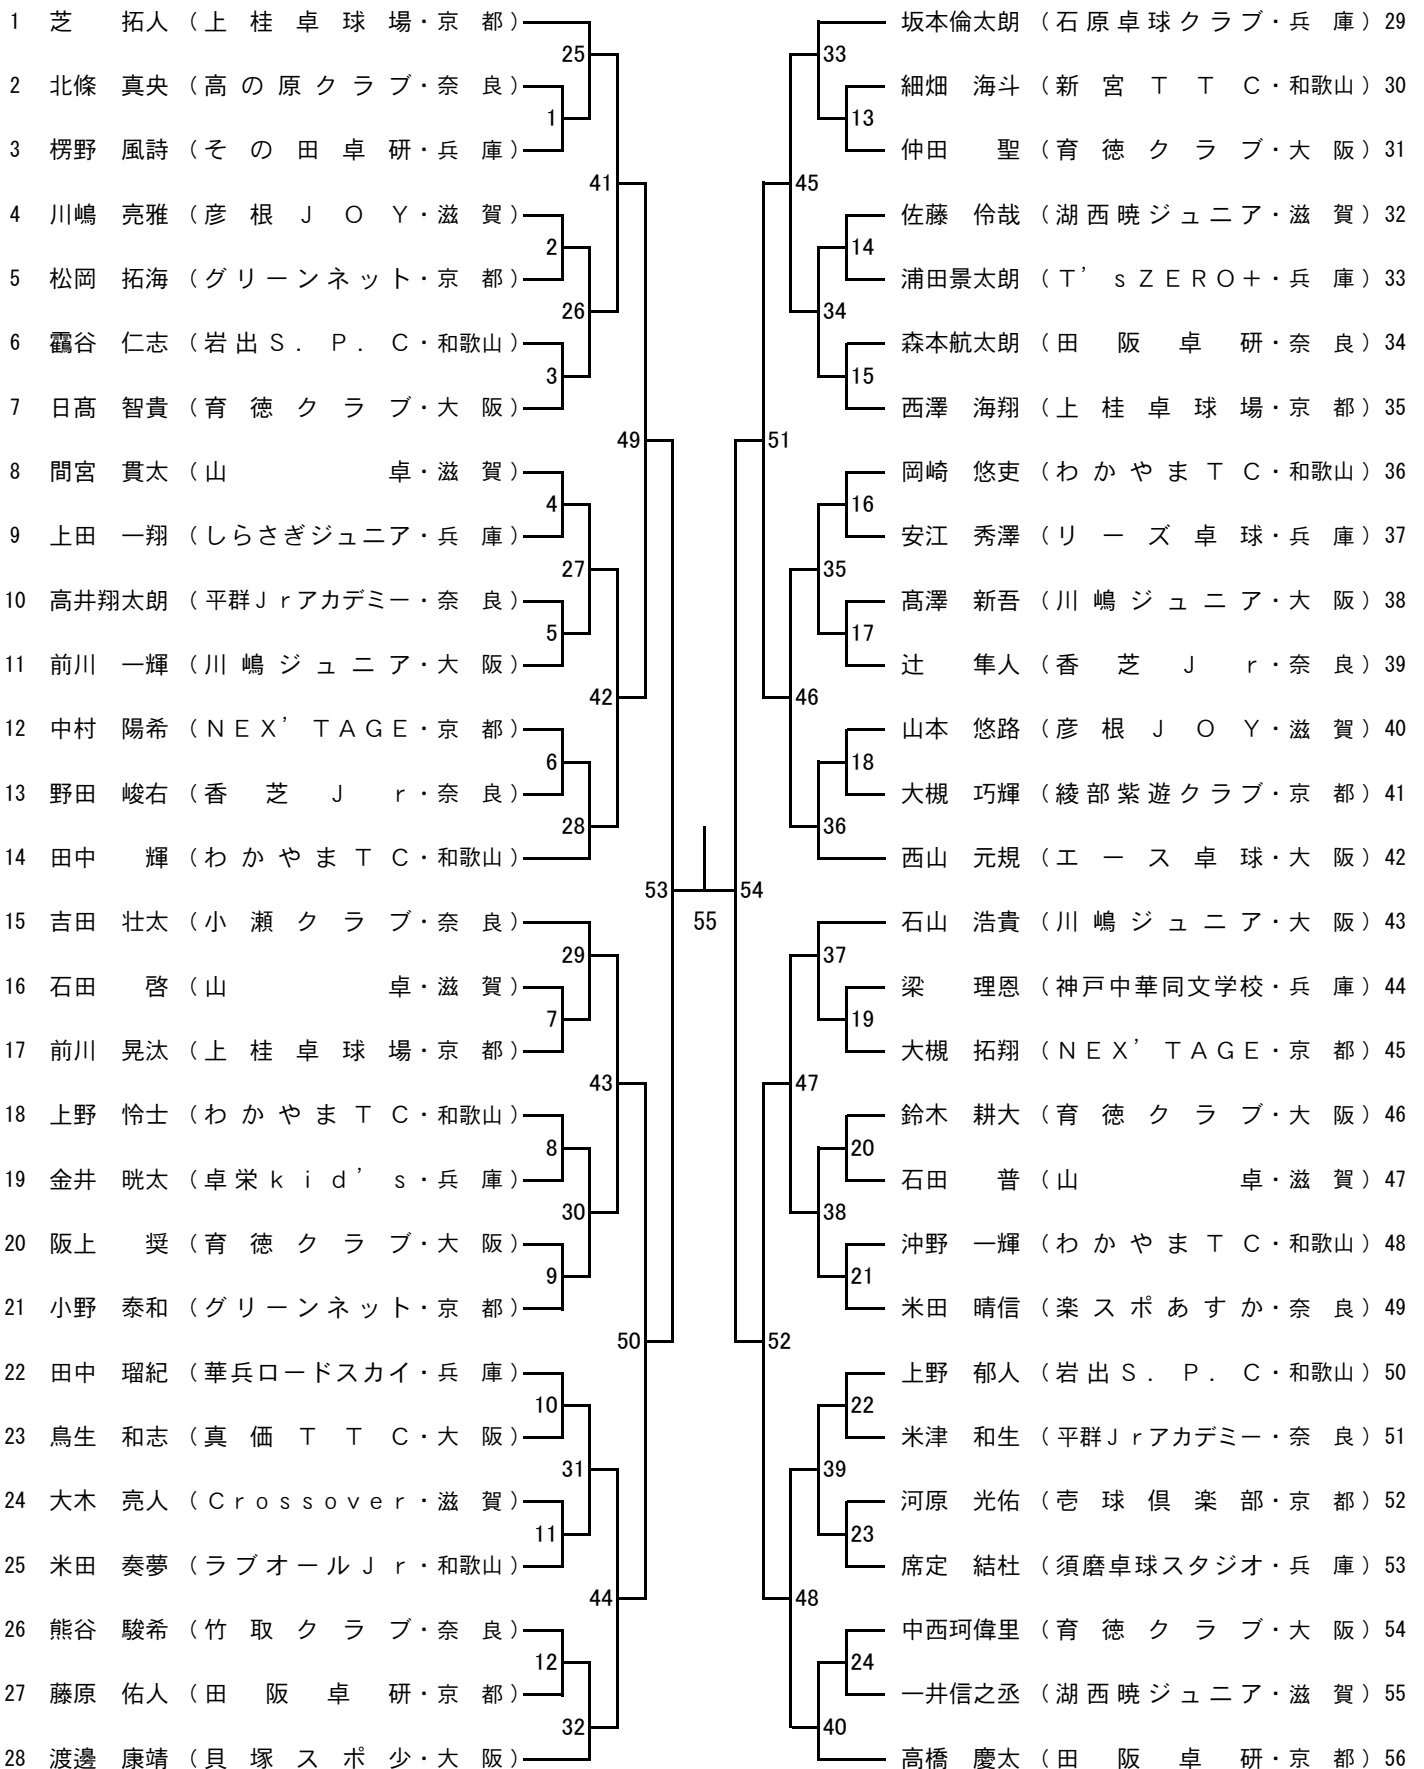 1 芝 拓人 (上桂卓球場・京都)
25
2 北條 真央 (高の原クラブ・奈良)
1
3 楞野 風詩 (その田卓研・兵庫)
41
4 川嶋 亮雅 (彦根JOY・滋賀)
2
5 松岡 拓海 (グリーンネット・京都)
26
6 靍谷 仁志 (岩出S.P.C・和歌山)
3
7 日髙 智貴 (育徳クラブ・大阪)
49
8 間宮 貫太 (山卓・滋賀)
4
9 上田 一翔 (しらさぎジュニア・兵庫)
27
10 高井翔太朗 (平群Jrアカデミー・奈良)
5
11 前川 一輝 (川嶋ジュニア・大阪)
42
12 中村 陽希 (NEX’TAGE・京都)
6
13 野田 峻右 (香芝Jr・奈良)
28
14 田中 輝 (わかやまTC・和歌山)
53
15 吉田 壮太 (小瀬クラブ・奈良)
29
16 石田 啓 (山卓・滋賀)
7
17 前川 晃汰 (上桂卓球場・京都)
43
18 上野 怜士 (わかやまTC・和歌山)
8
19 金井 晄太 (卓栄kid’s・兵庫)
30
20 阪上 奨 (育徳クラブ・大阪)
9
21 小野 泰和 (グリーンネット・京都)
50
22 田中 瑠紀 (華兵ロードスカイ・兵庫)
10
23 鳥生 和志 (真価TTC・大阪)
31
24 大木 亮人 (Crossover・滋賀)
11
25 米田 奏夢 (ラブオールJr・和歌山)
44
26 熊谷 駿希 (竹取クラブ・奈良)
12
27 藤原 佑人 (田阪卓研・京都)
32
28 渡邊 康靖 (貝塚スポ少・大阪)
55
坂本倫太朗 (石原卓球クラブ・兵庫) 29
33
細畑 海斗 (新宮TTC・和歌山) 30
13
仲田 聖 (育徳クラブ・大阪) 31
45
佐藤 伶哉 (湖西暁ジュニア・滋賀) 32
14
浦田景太朗 (T’sZERO+・兵庫) 33
34
森本航太朗 (田阪卓研・奈良) 34
15
西澤 海翔 (上桂卓球場・京都) 35
51
岡崎 悠吏 (わかやまTC・和歌山) 36
16
安江 秀澤 (リーズ卓球・兵庫) 37
35
髙澤 新吾 (川嶋ジュニア・大阪) 38
17
辻 隼人 (香芝Jr・奈良) 39
46
山本 悠路 (彦根JOY・滋賀) 40
18
大槻 巧輝 (綾部紫遊クラブ・京都) 41
36
西山 元規 (エース卓球・大阪) 42
54
石山 浩貴 (川嶋ジュニア・大阪) 43
37
梁 理恩 (神戸中華同文学校・兵庫) 44
19
大槻 拓翔 (NEX’TAGE・京都) 45
47
鈴木 耕大 (育徳クラブ・大阪) 46
20
石田 普 (山卓・滋賀) 47
38
沖野 一輝 (わかやまTC・和歌山) 48
21
米田 晴信 (楽スポあすか・奈良) 49
52
上野 郁人 (岩出S.P.C・和歌山) 50
22
米津 和生 (平群Jrアカデミー・奈良) 51
39
河原 光佑 (壱球倶楽部・京都) 52
23
席定 結杜 (須磨卓球スタジオ・兵庫) 53
48
中西珂偉里 (育徳クラブ・大阪) 54
24
一井信之丞 (湖西暁ジュニア・滋賀) 55
40
高橋 慶太 (田阪卓研・京都) 56